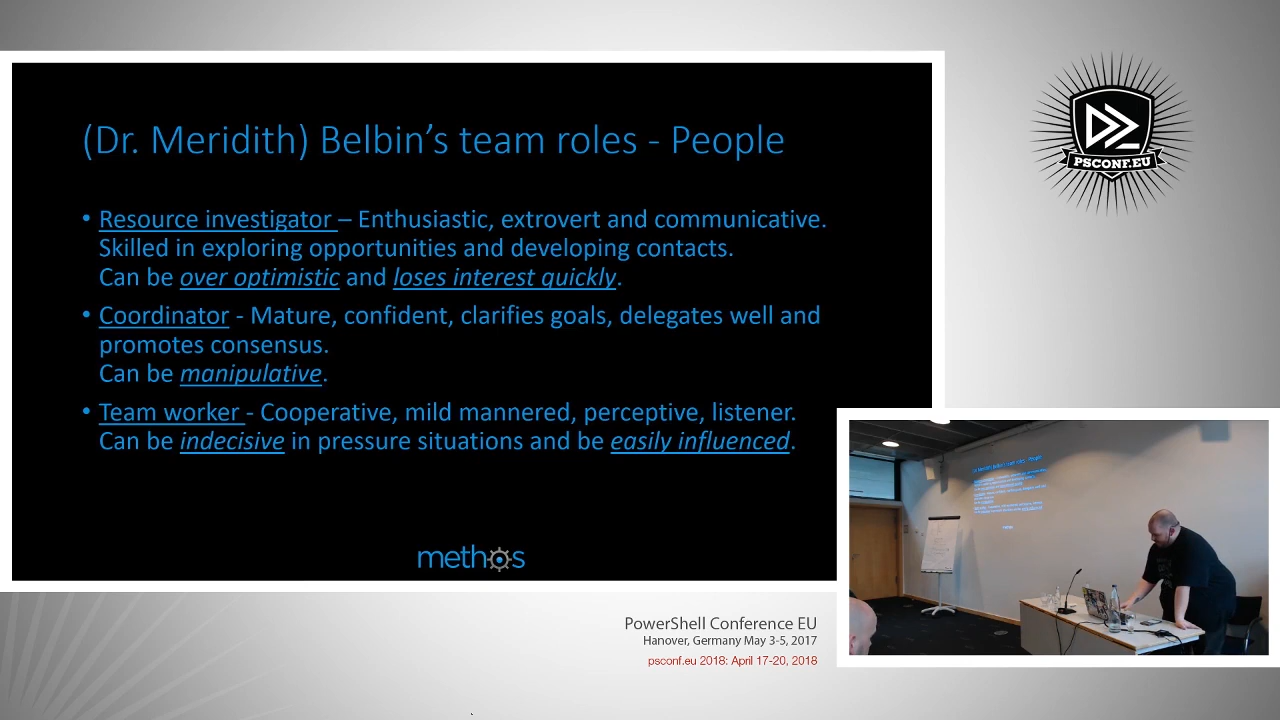 (Dr. Meridith) Belbin's team roles - People
• Resource investigator – Enthusiastic, extrovert and communicative.
Skilled in exploring opportunities and developing contacts.
Can be over optimistic and loses interest quickly.
• Coordinator - Mature, confident, clarifies goals, delegates well and
promotes consensus.
Can be manipulative.
• Team worker - Cooperative, mild mannered, perceptive, listener.
Can be indecisive in pressure situations and be easily influenced.
methos
PSCONF.EU
PowerShell Conference EU
Hanover, Germany May 3-5, 2017
psconf.eu 2018: April 17-20, 2018